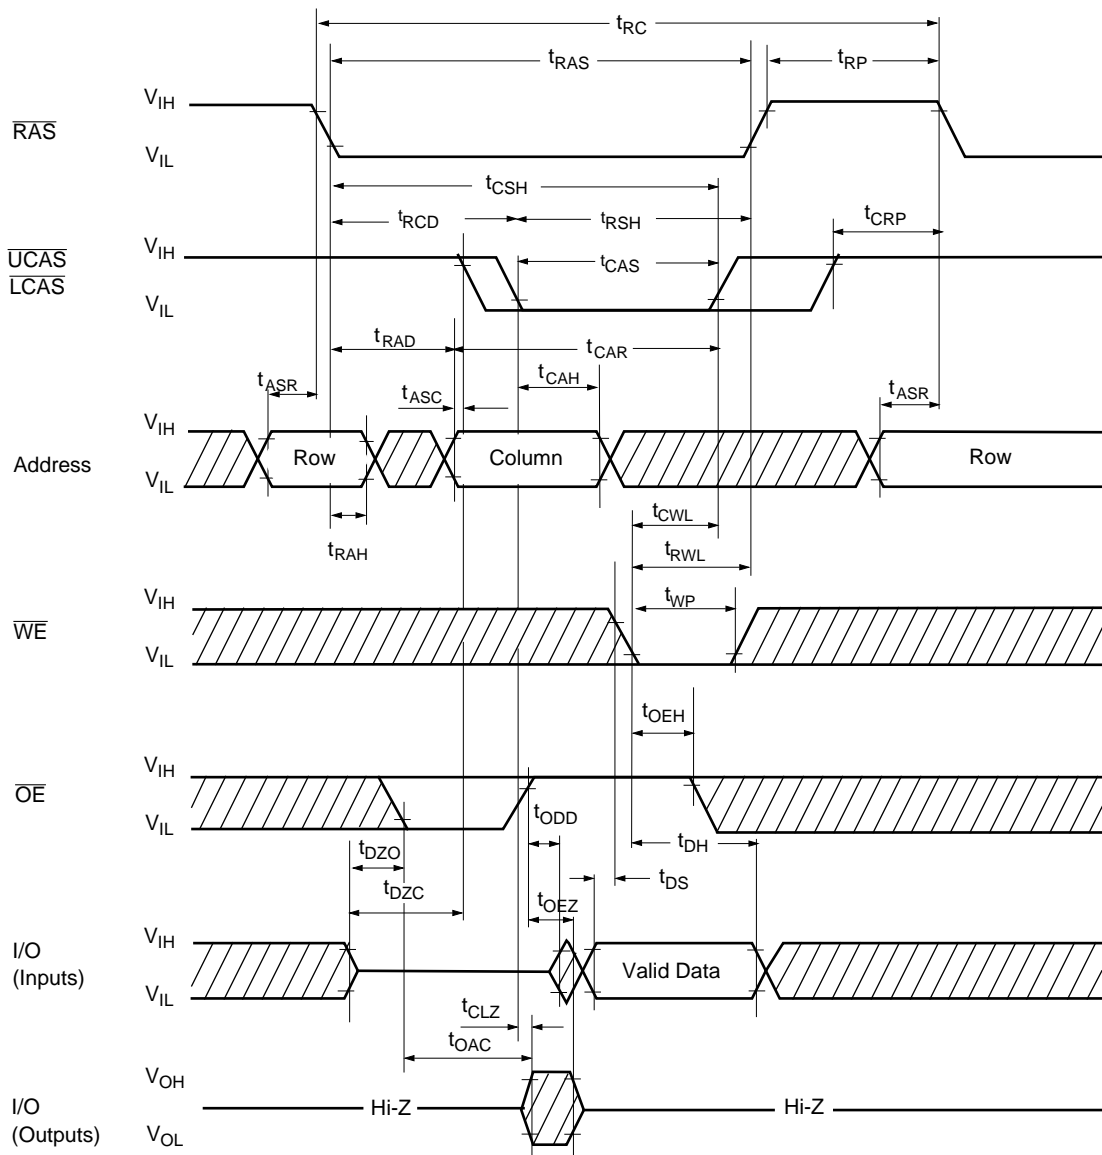 tRC
tRAS
tRP
RAS
VIH
VIL
tCSH
tRCD
tRSH
tCRP
UCAS
LCAS
VIH
tCAS
VIL
tRAD
tCAR
tASR
tASC
tCAH
tASR
Address
VIH
Row
Column
Row
VIL
tCWL
tRAH
tRWL
WE
VIH
tWP
VIL
tOEH
OE
VIH
VIL
tODD
tDH
tDZO
tDS
tDZC
tOEZ
I/O
(Inputs)
VIH
Valid Data
VIL
tCLZ
tOAC
I/O
(Outputs)
VOH
Hi-Z
Hi-Z
VOL